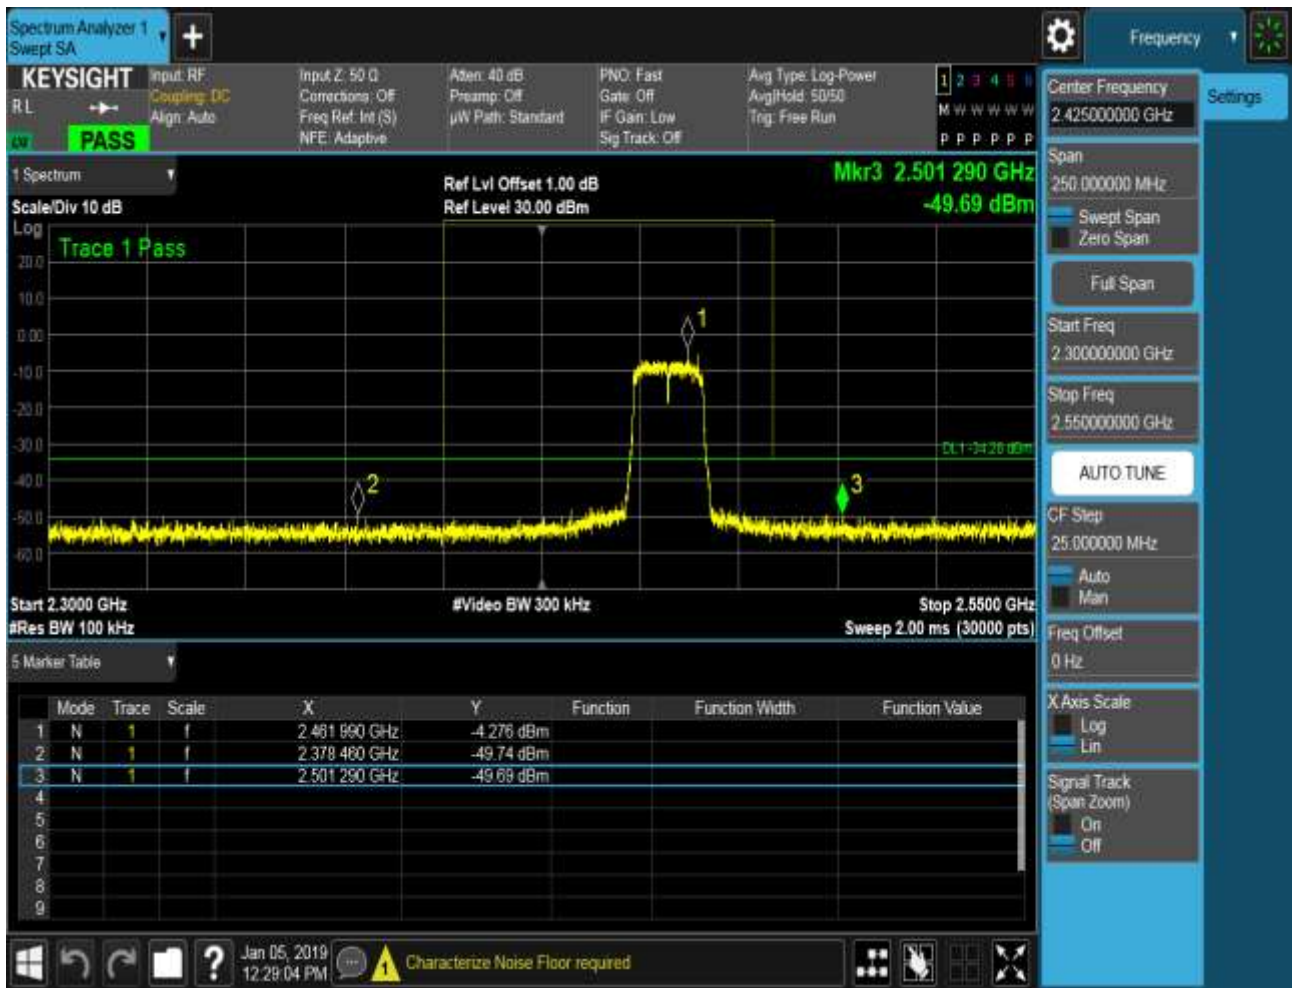 Spectrum Analyzer 1
Swept SA
+
Frequency
KEYSIGHT
R L
PASS
Input: RF
Coupling: DC
Align: Auto
Input Z: 50 Ω
Corrections: Off
Freq Ref: Int (S)
NFE: Adaptive
Atten: 40 dB
Preamp: Off
µW Path: Standard
PNO: Fast
Gate: Off
IF Gain: Low
Sig Track: Off
Avg Type: Log-Power
Avg|Hold: 50/50
Trig: Free Run
1 2 3 4 5 6
M W W W W W
P P P P P P
1 Spectrum
Scale/Div 10 dB
Ref Lvl Offset 1.00 dB
Ref Level 30.00 dBm
Mkr3 2.501 290 GHz
-49.69 dBm
Log
Trace 1 Pass
20.0
10.0
0.00
-10.0
-20.0
-30.0
-40.0
-50.0
-60.0
1
2
3
DL1 -34.28 dBm
Start 2.3000 GHz
#Res BW 100 kHz
#Video BW 300 kHz
Stop 2.5500 GHz
Sweep 2.00 ms (30000 pts)
5 Marker Table
Mode Trace Scale X Y Function Function Width Function Value
1 N 1 f 2.461 990 GHz -4.276 dBm
2 N 1 f 2.378 460 GHz -49.74 dBm
3 N 1 f 2.501 290 GHz -49.69 dBm
4
5
6
7
8
9
Center Frequency
2.425000000 GHz
Settings
Span
250.000000 MHz
Swept Span
Zero Span
Full Span
Start Freq
2.300000000 GHz
Stop Freq
2.550000000 GHz
AUTO TUNE
CF Step
25.000000 MHz
Auto
Man
Freq Offset
0 Hz
X Axis Scale
Log
Lin
Signal Track
(Span Zoom)
On
Off
?
Jan 05, 2019
12:29:04 PM
1
Characterize Noise Floor required